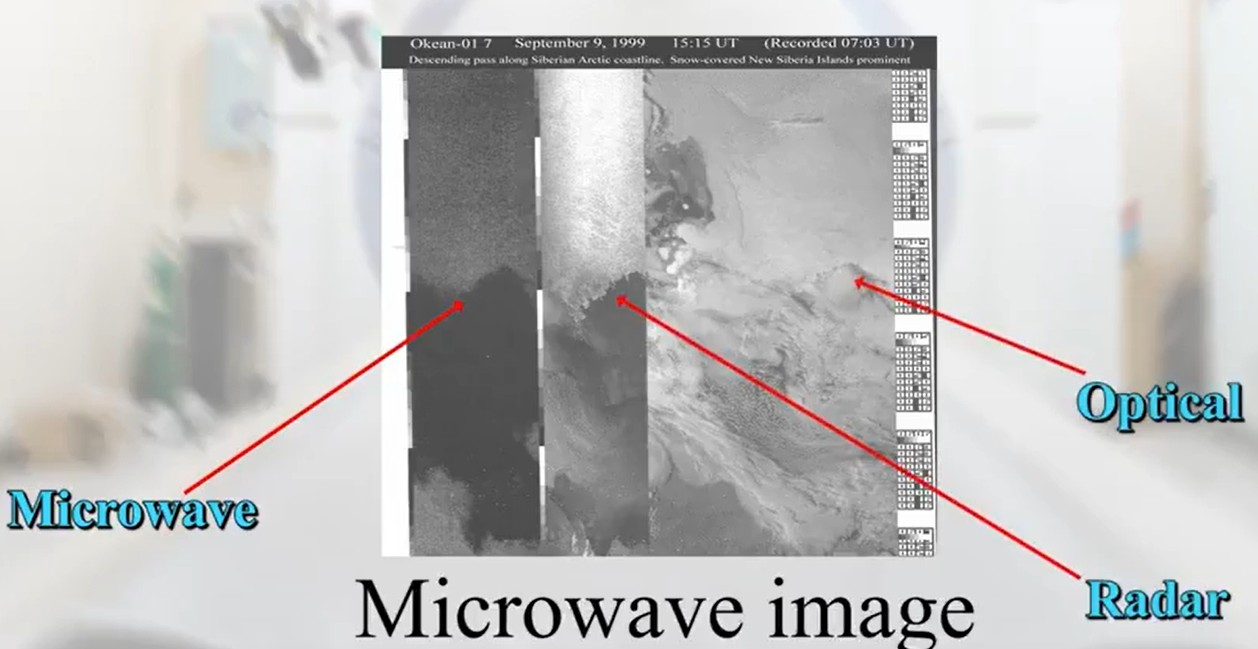 Okean-01 7 September 9, 1999 15:15 UT (Recorded 07:03 UT)
Descending pass along Siberian Arctic coastline. Snow-covered New Siberia Islands prominent
Optical
Microwave
Radar
Microwave image